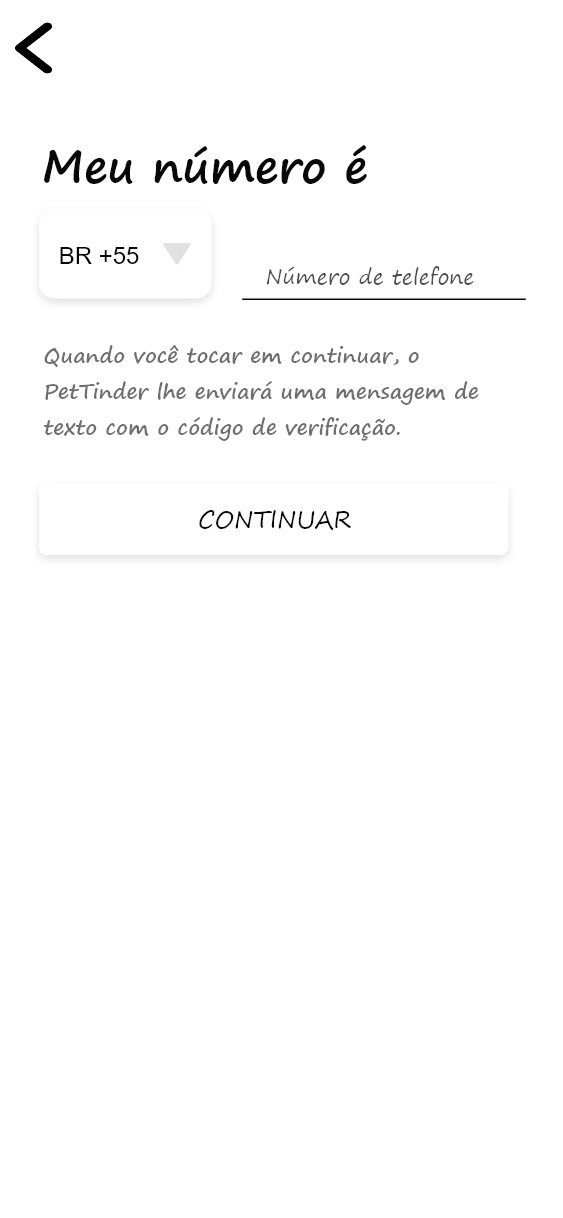 Meu número é
BR +55
Número de telefone
Quando você tocar em continuar, o
PetTinder lhe enviará uma mensagem de
texto com o código de verificação.
CONTINUAR